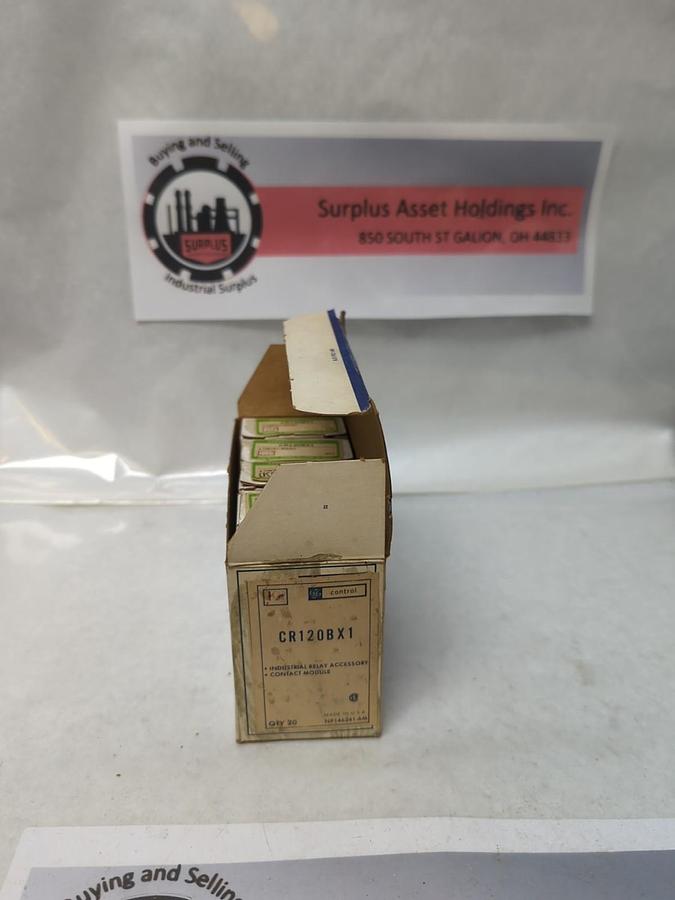 Buying and Selling
SURPLUS
Industrial Surplus
Surplus Asset Holdings Inc.
850 SOUTH ST GALION, OH 44833
control
CR120BX1
• INDUSTRIAL RELAY ACCESSORY
• CONTACT MODULE
MADE IN U.S.A.
QTY 20
Buying and Selling